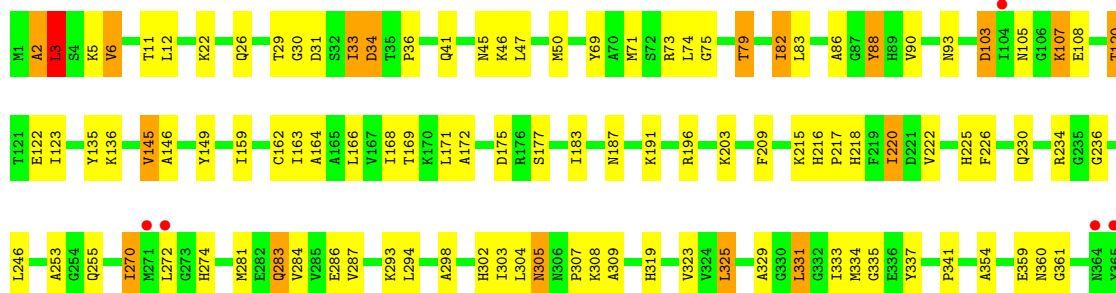 M1 A2 L3 S4 K5 V6 T11 L12 K22 Q26 T29 G30 D31 S32 I33 D34 T35 P36 Q41 N45 K46 L47 M50 Y69 A70 M71 S72 R73 L74 G75 T79 I82 L83 A86 G87 Y88 H89 V90 N93 D103 I104 N105 G106 K107 E108 T120
T121 E122 I123 Y135 K136 V145 A146 Y149 I159 C162 I163 A164 A165 L166 V167 I168 T169 K170 L171 A172 D175 R176 S177 I183 N187 K191 R196 K203 F209 K215 H216 P217 H218 F219 I220 D221 V222 H225 F226 Q230 R234 G235 G236
L246 A253 G254 Q255 I270 M271 L272 G273 H274 M281 E282 Q283 V284 V285 E286 V287 K293 L294 A298 H302 I303 L304 N305 N306 P307 K308 A309 H319 V323 V324 L325 A329 G330 L331 G332 I333 M334 G335 E336 Y337 P341 A354 E359 N360 G361 N364